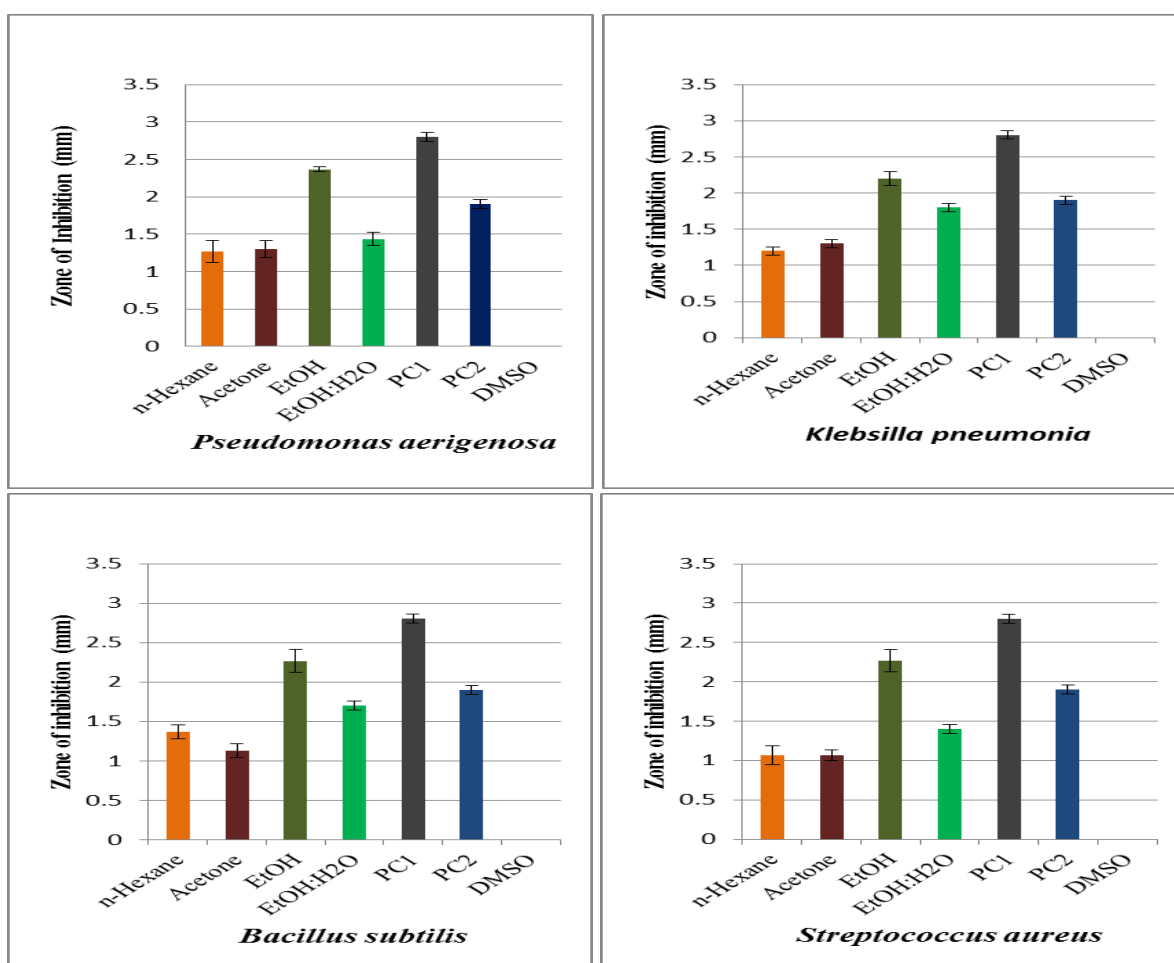 Zone of Inhibition (mm)
3.5
3
2.5
2
1.5
1
0.5
0
n-Hexane
Acetone
EtOH
EtOH:H2O
PC1
PC2
DMSO
Pseudomonas aerigenosa
Zone of inhibition (mm)
3.5
3
2.5
2
1.5
1
0.5
0
n-Hexane
Acetone
EtOH
EtOH:H2O
PC1
PC2
DMSO
Klebsilla pneumonia
Zone of inhibition (mm)
3.5
3
2.5
2
1.5
1
0.5
0
n-Hexane
Acetone
EtOH
EtOH:H2O
PC1
PC2
DMSO
Bacillus subtilis
Zone of inhibition (mm)
3.5
3
2.5
2
1.5
1
0.5
0
n-Hexane
Acetone
EtOH
EtOH:H2O
PC1
PC2
DMSO
Streptococcus aureus